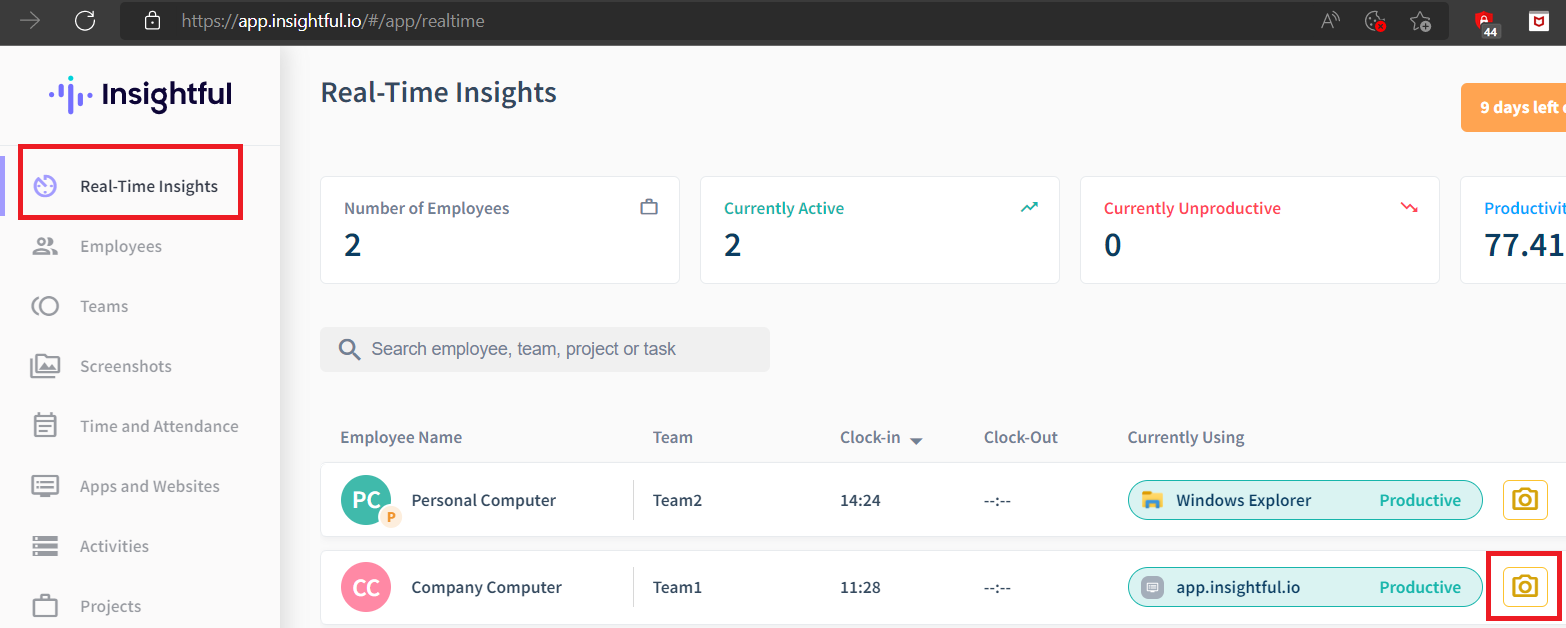 https://app.insightful.io/#/app/realtime
44
Insightful
Real-Time Insights
9 days left
Real-Time Insights
Employees
Teams
Screenshots
Time and Attendance
Apps and Websites
Activities
Projects
Number of Employees
2
Currently Active
2
Currently Unproductive
0
Productivit
77.41
Search employee, team, project or task
Employee Name Team Clock-in Clock-Out Currently Using
PC P Personal Computer Team2 14:24 --:-- Windows Explorer Productive
CC Company Computer Team1 11:28 --:-- app.insightful.io Productive